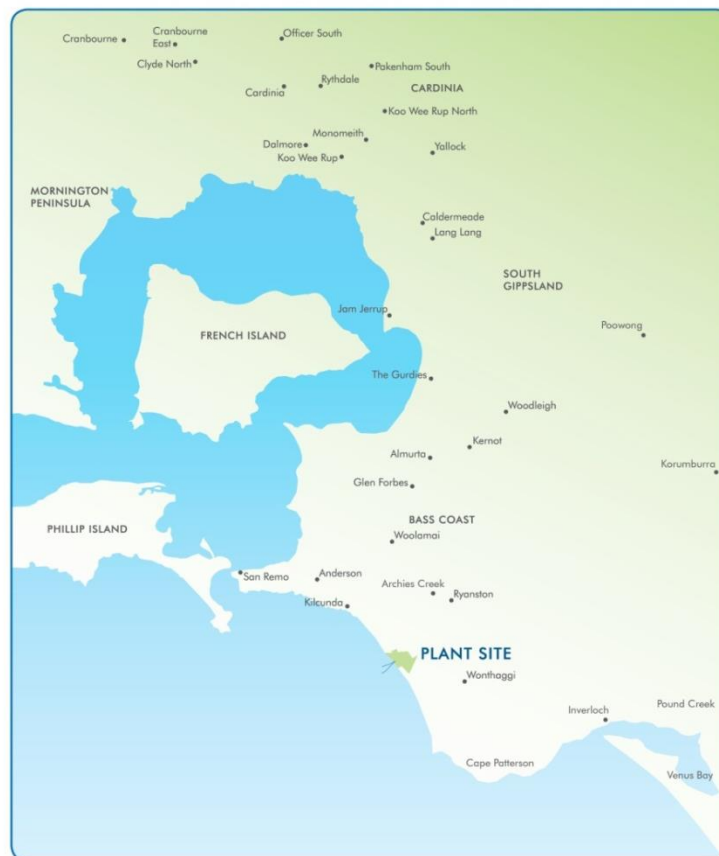 Cranbourne
Cranbourne
East
Officer South
Clyde North
Pakenham South
Cardinia
Rythdale
CARDINIA
Koo Wee Rup North
Monomeith
Dalmore
Yallock
Koo Wee Rup
MORNINGTON
PENINSULA
Caldermeade
Lang Lang
SOUTH
GIPPSLAND
Jam Jerrup
Poowong
FRENCH ISLAND
The Gurdies
Woodleigh
Kernot
Almurta
Korumburra
Glen Forbes
BASS COAST
PHILLIP ISLAND
Woolamai
San Remo
Anderson
Archies Creek
Ryanston
Kilcunda
PLANT SITE
Wonthaggi
Pound Creek
Inverloch
Cape Patterson
Venus Bay